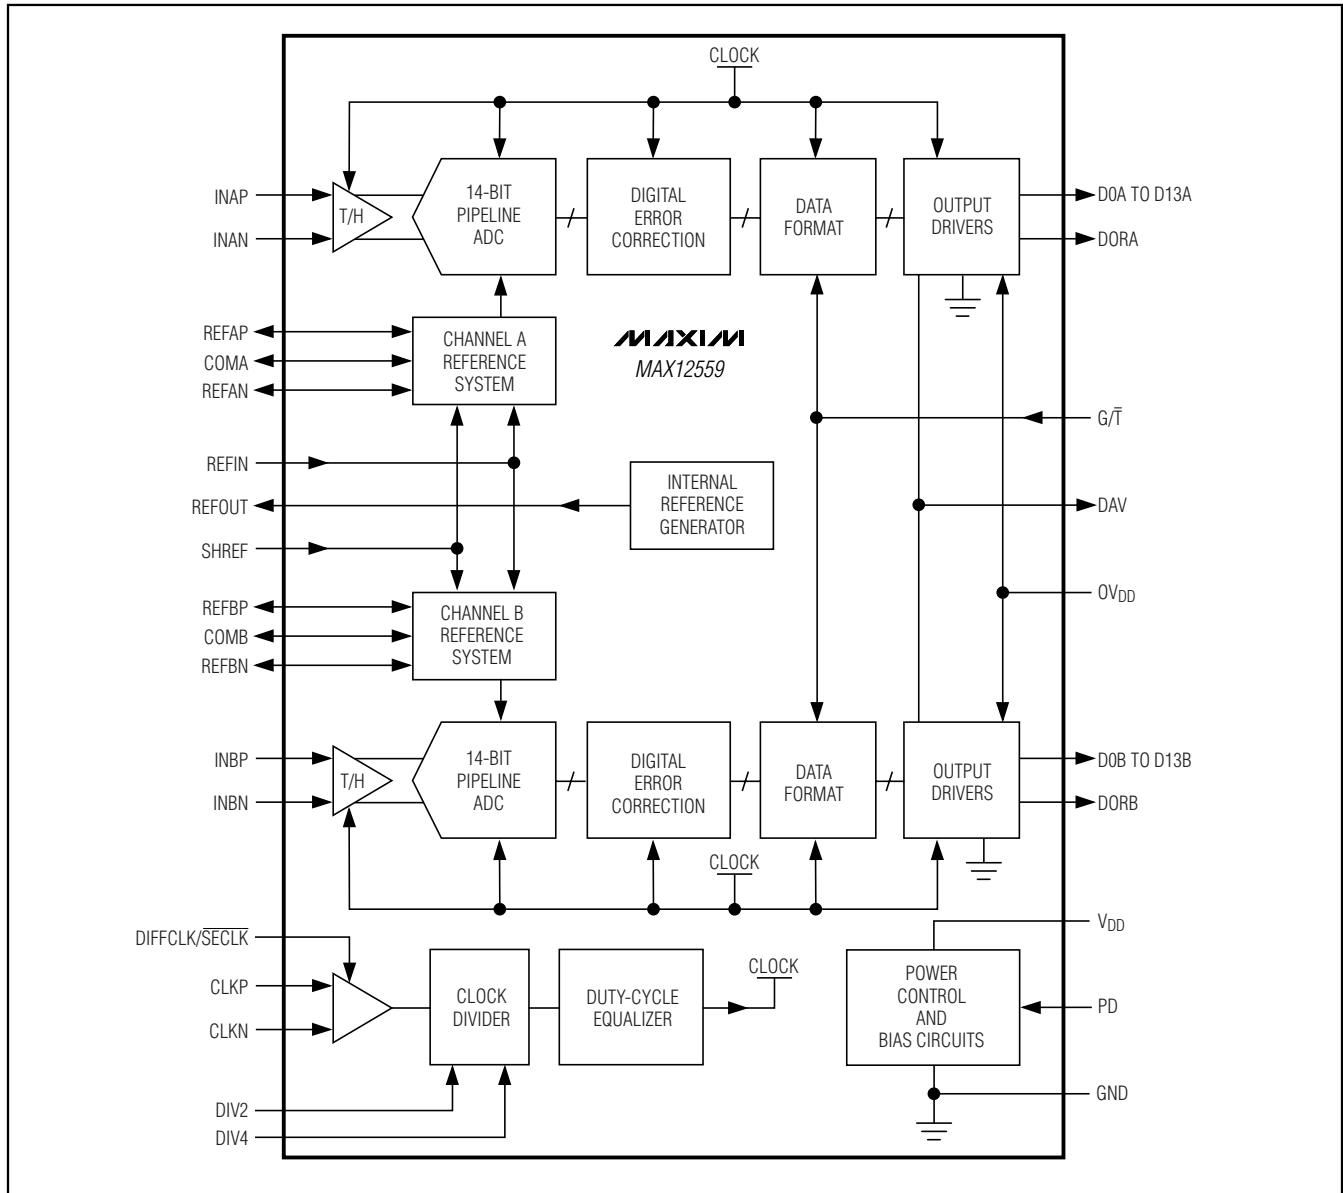 CLOCK
INAP
INAN
T/H
14-BIT
PIPELINE
ADC
DIGITAL
ERROR
CORRECTION
DATA
FORMAT
OUTPUT
DRIVERS
D0A TO D13A
DORA
REFAP
COMA
REFAN
CHANNEL A
REFERENCE
SYSTEM
MAXIM
MAX12559
G/T̅
REFIN
REFOUT
SHREF
INTERNAL
REFERENCE
GENERATOR
DAV
OVDD
REFBP
COMB
REFBN
CHANNEL B
REFERENCE
SYSTEM
INBP
INBN
T/H
14-BIT
PIPELINE
ADC
DIGITAL
ERROR
CORRECTION
DATA
FORMAT
OUTPUT
DRIVERS
D0B TO D13B
DORB
CLOCK
DIFFCLK/S̅E̅C̅L̅K̅
CLKP
CLKN
CLOCK
DIVIDER
DUTY-CYCLE
EQUALIZER
CLOCK
POWER
CONTROL
AND
BIAS CIRCUITS
VDD
PD
GND
DIV2
DIV4